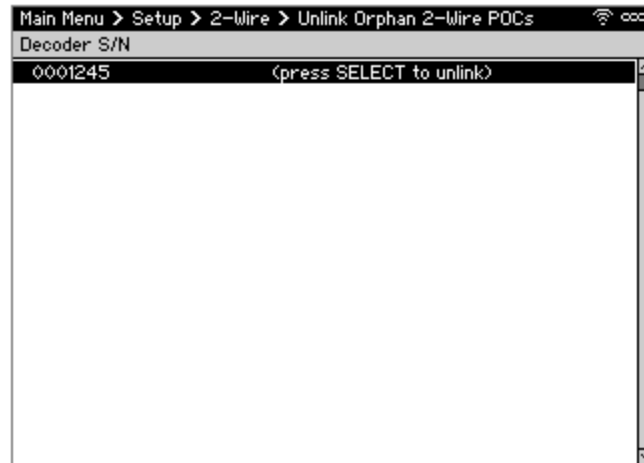 Main Menu > Setup > 2-Wire > Unlink Orphan 2-Wire POCs
Decoder S/N
0001245 (press SELECT to unlink)